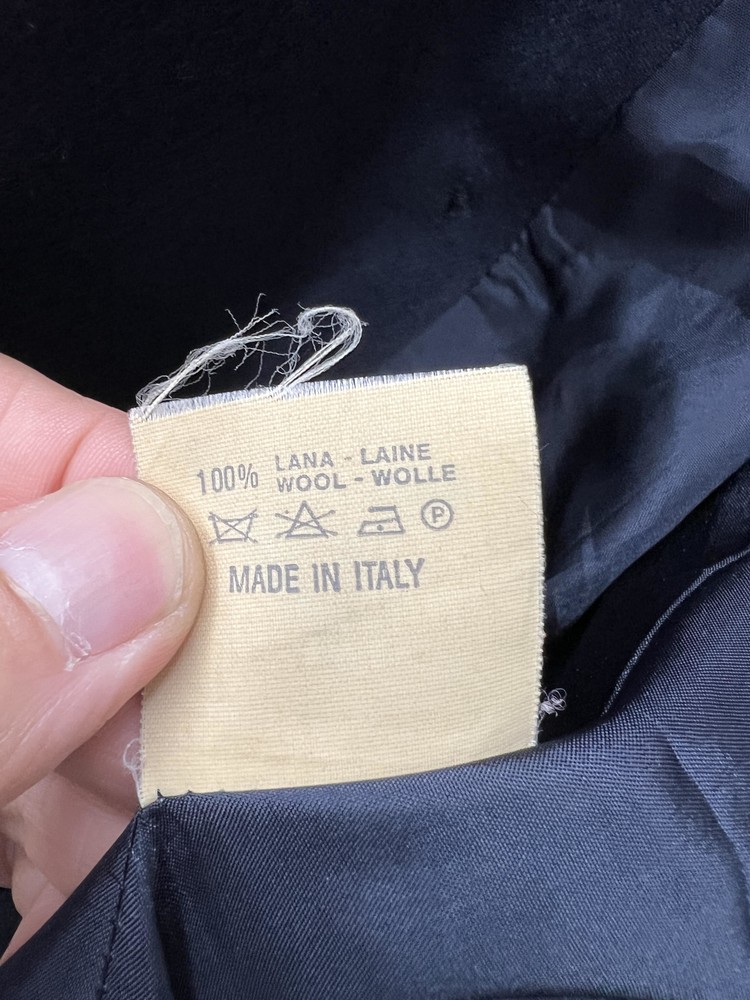 100% LANA - LAINE
WOOL - WOLLE
P
MADE IN ITALY